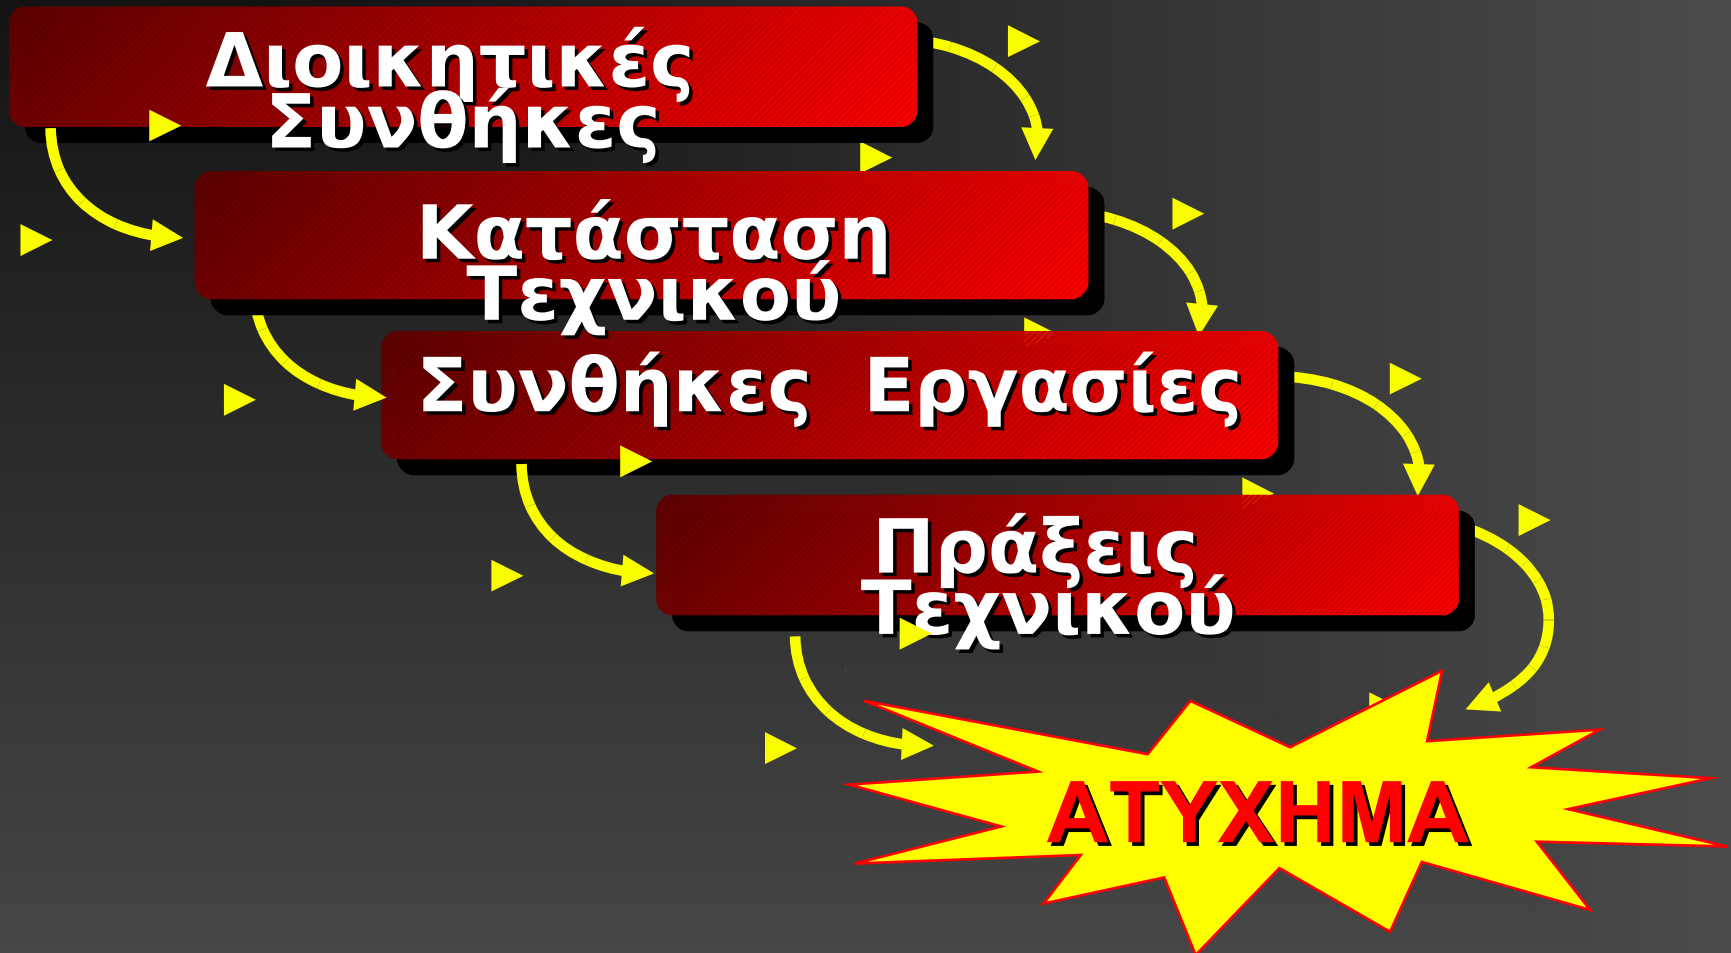 Διοικητικές
Συνθήκες
Κατάσταση
Τεχνικού
Συνθήκες Εργασίες
Πράξεις
Τεχνικού
ΑΤΥΧΗΜΑ